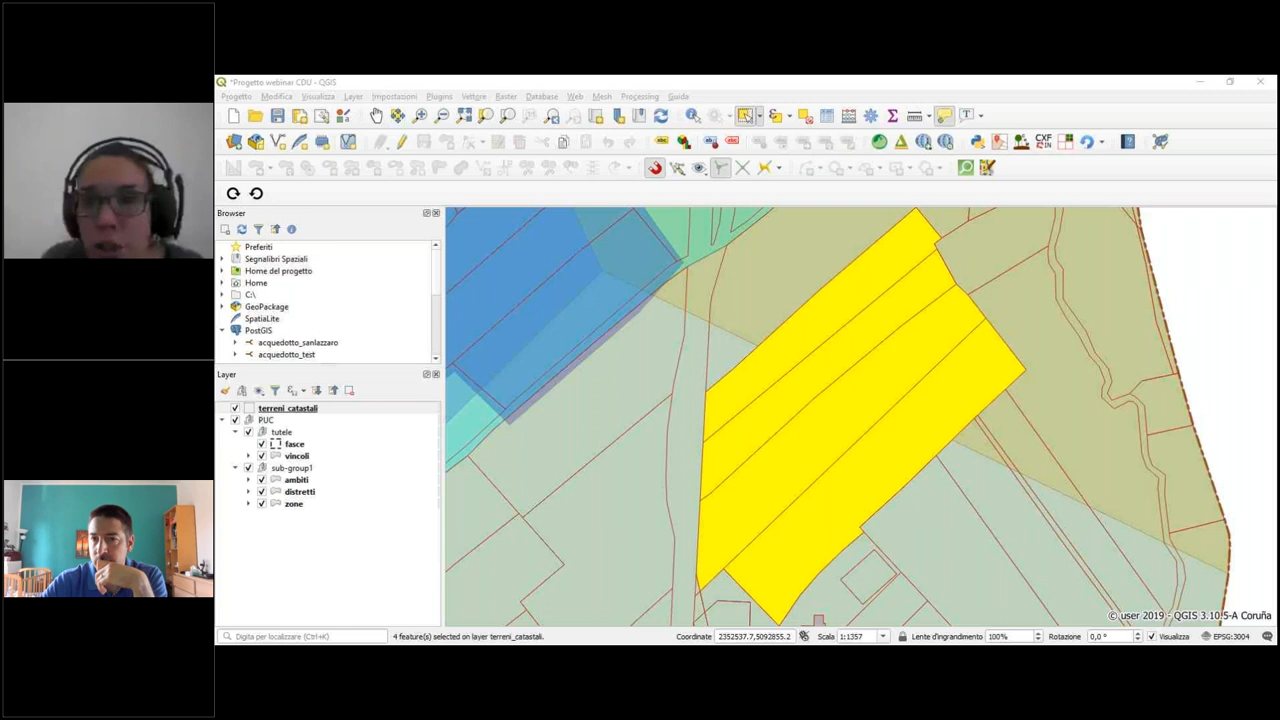 *Progetto webinar CDU - QGIS
Progetto Modifica Visualizza Layer Impostazioni Plugins Vettore Raster Database Web Mesh Processing Guida
Browser
Preferiti
Segnalibri Spaziali
Home del progetto
Home
C:\
GeoPackage
SpatiaLite
PostGIS
acquedotto_sanlazzaro
acquedotto_test
Layer
terreni_catastali
PUC
tutele
fasce
vincoli
sub-group1
ambiti
distretti
zone
© user 2019 - QGIS 3.10.5-A Coruña
Digita per localizzare (Ctrl+K) 4 feature(s) selected on layer terreni_catastali. Coordinate 2352537.7,5092855.2 Scala 1:1357 Lente d'ingrandimento 100% Rotazione 0,0 ° Visualizza EPSG:3004